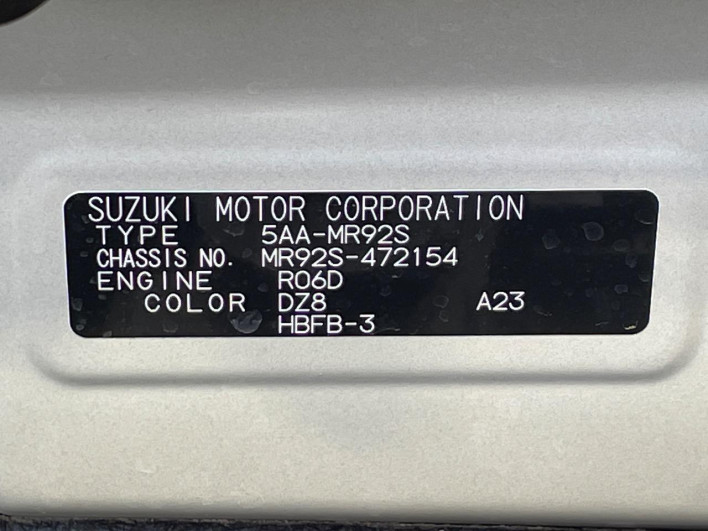 SUZUKI MOTOR CORPORATION
TYPE 5AA-MR92S
CHASSIS NO. MR92S-472154
ENGINE R06D
COLOR DZ8 A23
HBFB-3